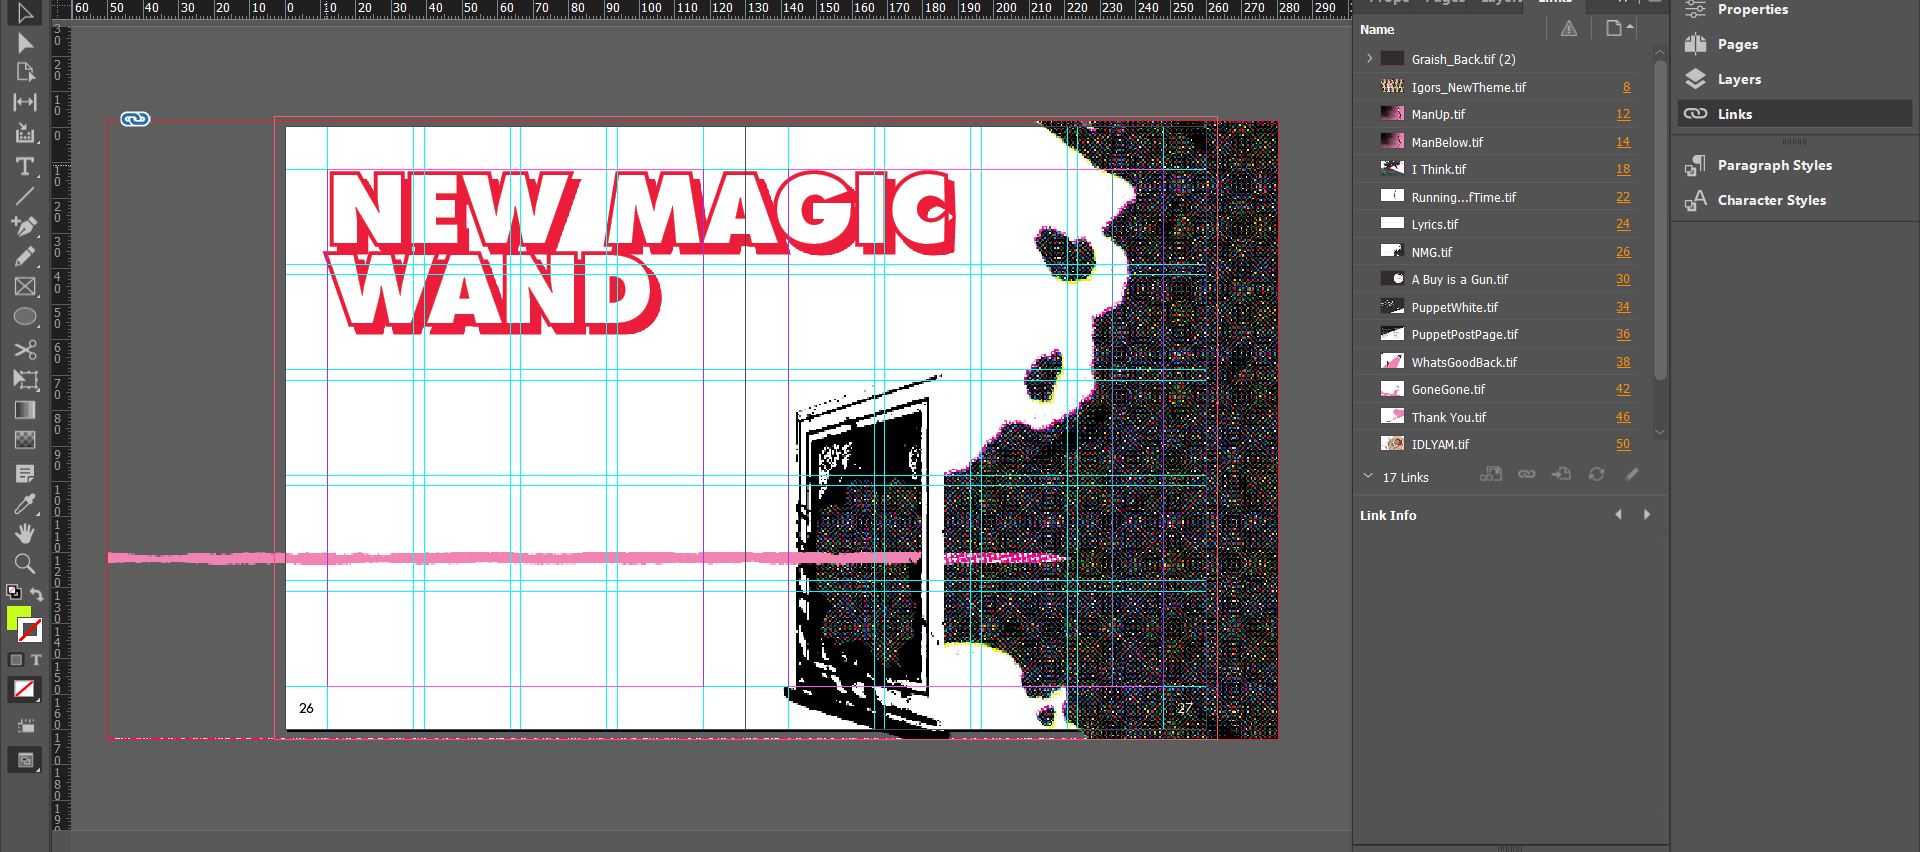 60 50 40 30 20 10 0 10 20 30 40 50 60 70 80 90 100 110 120 130 140 150 160 170 180 190 200 210 220 230 240 250 260 270 280 290
Links
Name
Graish_Back.tif (2)
Igors_NewTheme.tif 8
ManUp.tif 12
ManBelow.tif 14
I Think.tif 18
Running...fTime.tif 22
Lyrics.tif 24
NMG.tif 26
A Buy is a Gun.tif 30
PuppetWhite.tif 34
PuppetPostPage.tif 36
WhatsGoodBack.tif 38
GoneGone.tif 42
Thank You.tif 46
IDLYAM.tif 50
17 Links
Link Info
Properties
Pages
Layers
Links
Paragraph Styles
Character Styles
NEW MAGIC
WAND
26
27